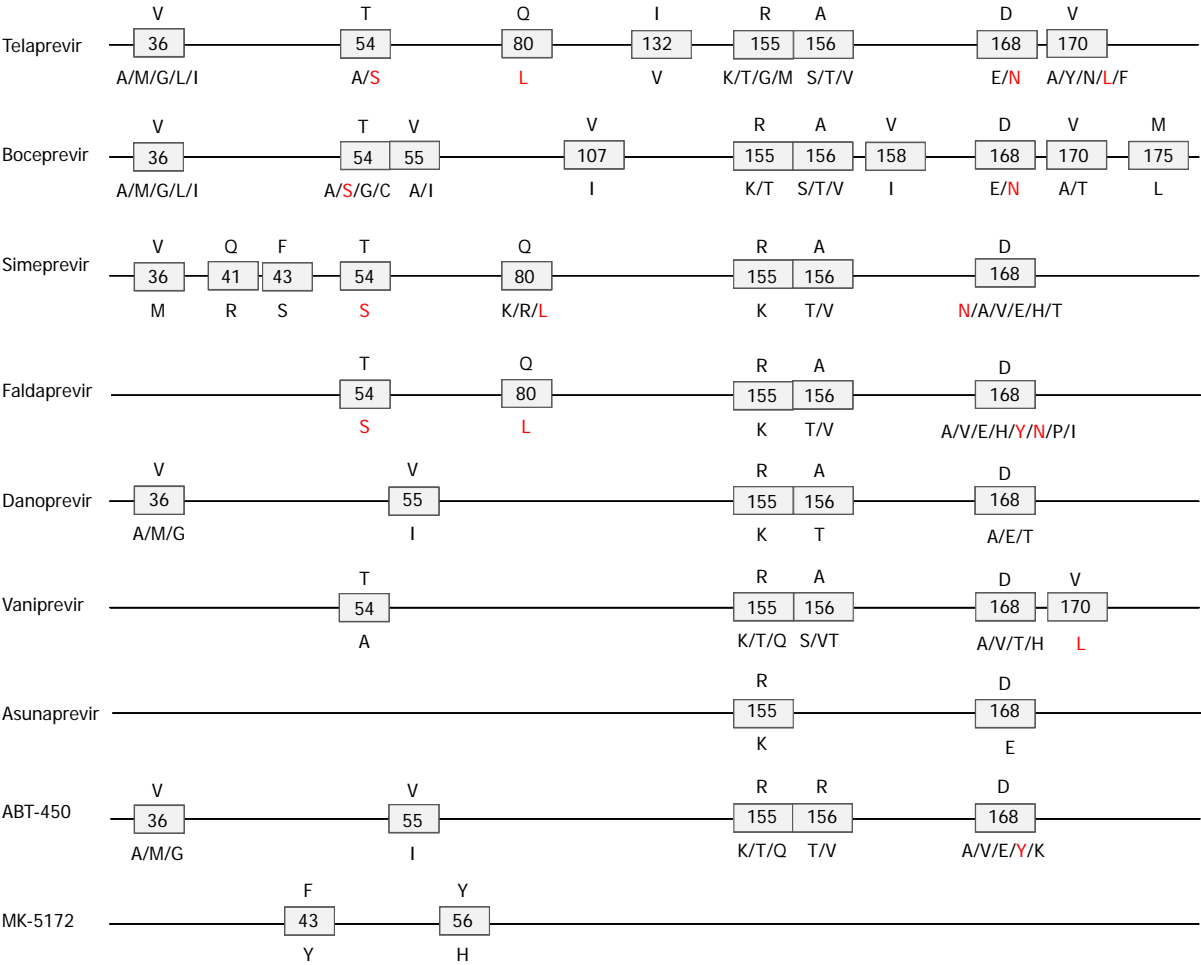 V T Q I R A D V
Telaprevir 36 54 80 132 155 156 168 170
A/M/G/L/I A/S L V K/T/G/M S/T/V E/N A/Y/N/L/F
V T V V R A V D V M
Boceprevir 36 54 55 107 155 156 158 168 170 175
A/M/G/L/I A/S/G/C A/I I K/T S/T/V I E/N A/T L
V Q F T Q R A D
Simeprevir 36 41 43 54 80 155 156 168
M R S S K/R/L K T/V N/A/V/E/H/T
T Q R A D
Faldaprevir 54 80 155 156 168
S L K T/V A/V/E/H/Y/N/P/I
V V R A D
Danoprevir 36 55 155 156 168
A/M/G I K T A/E/T
T R A D V
Vaniprevir 54 155 156 168 170
A K/T/Q S/VT A/V/T/H L
R D
Asunaprevir 155 168
K E
V V R R D
ABT-450 36 55 155 156 168
A/M/G I K/T/Q T/V A/V/E/Y/K
F Y
MK-5172 43 56
Y H